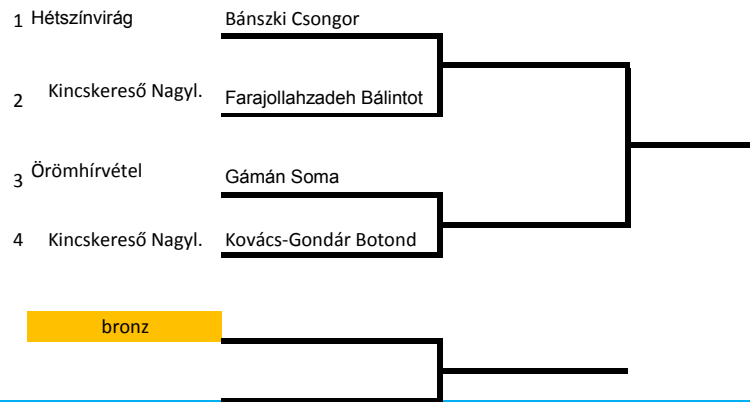 1 Hétszínvirág Bánszki Csongor
2 Kincskereső Nagyl. Farajollahzadeh Bálintot
3 Örömhírvétel Gámán Soma
4 Kincskereső Nagyl. Kovács-Gondár Botond
bronz